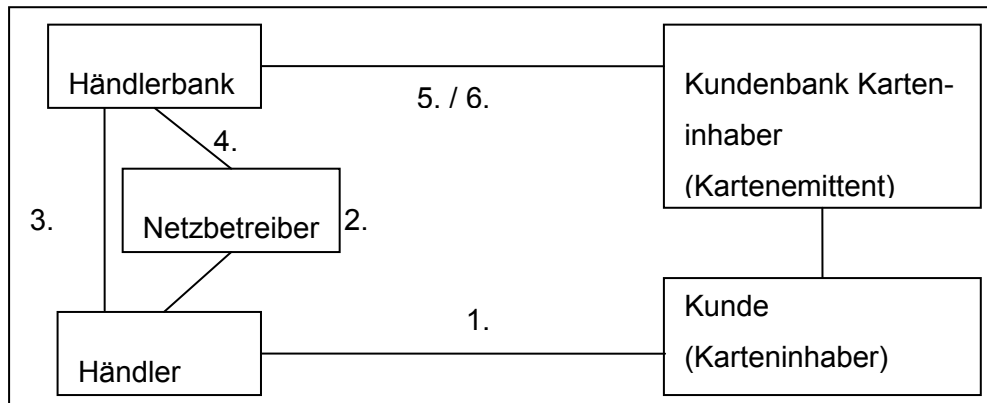 Händlerbank
Kundenbank Karten-
inhaber
(Kartenemittent)
5. / 6.
4.
3.
Netzbetreiber
2.
Händler
1.
Kunde
(Karteninhaber)